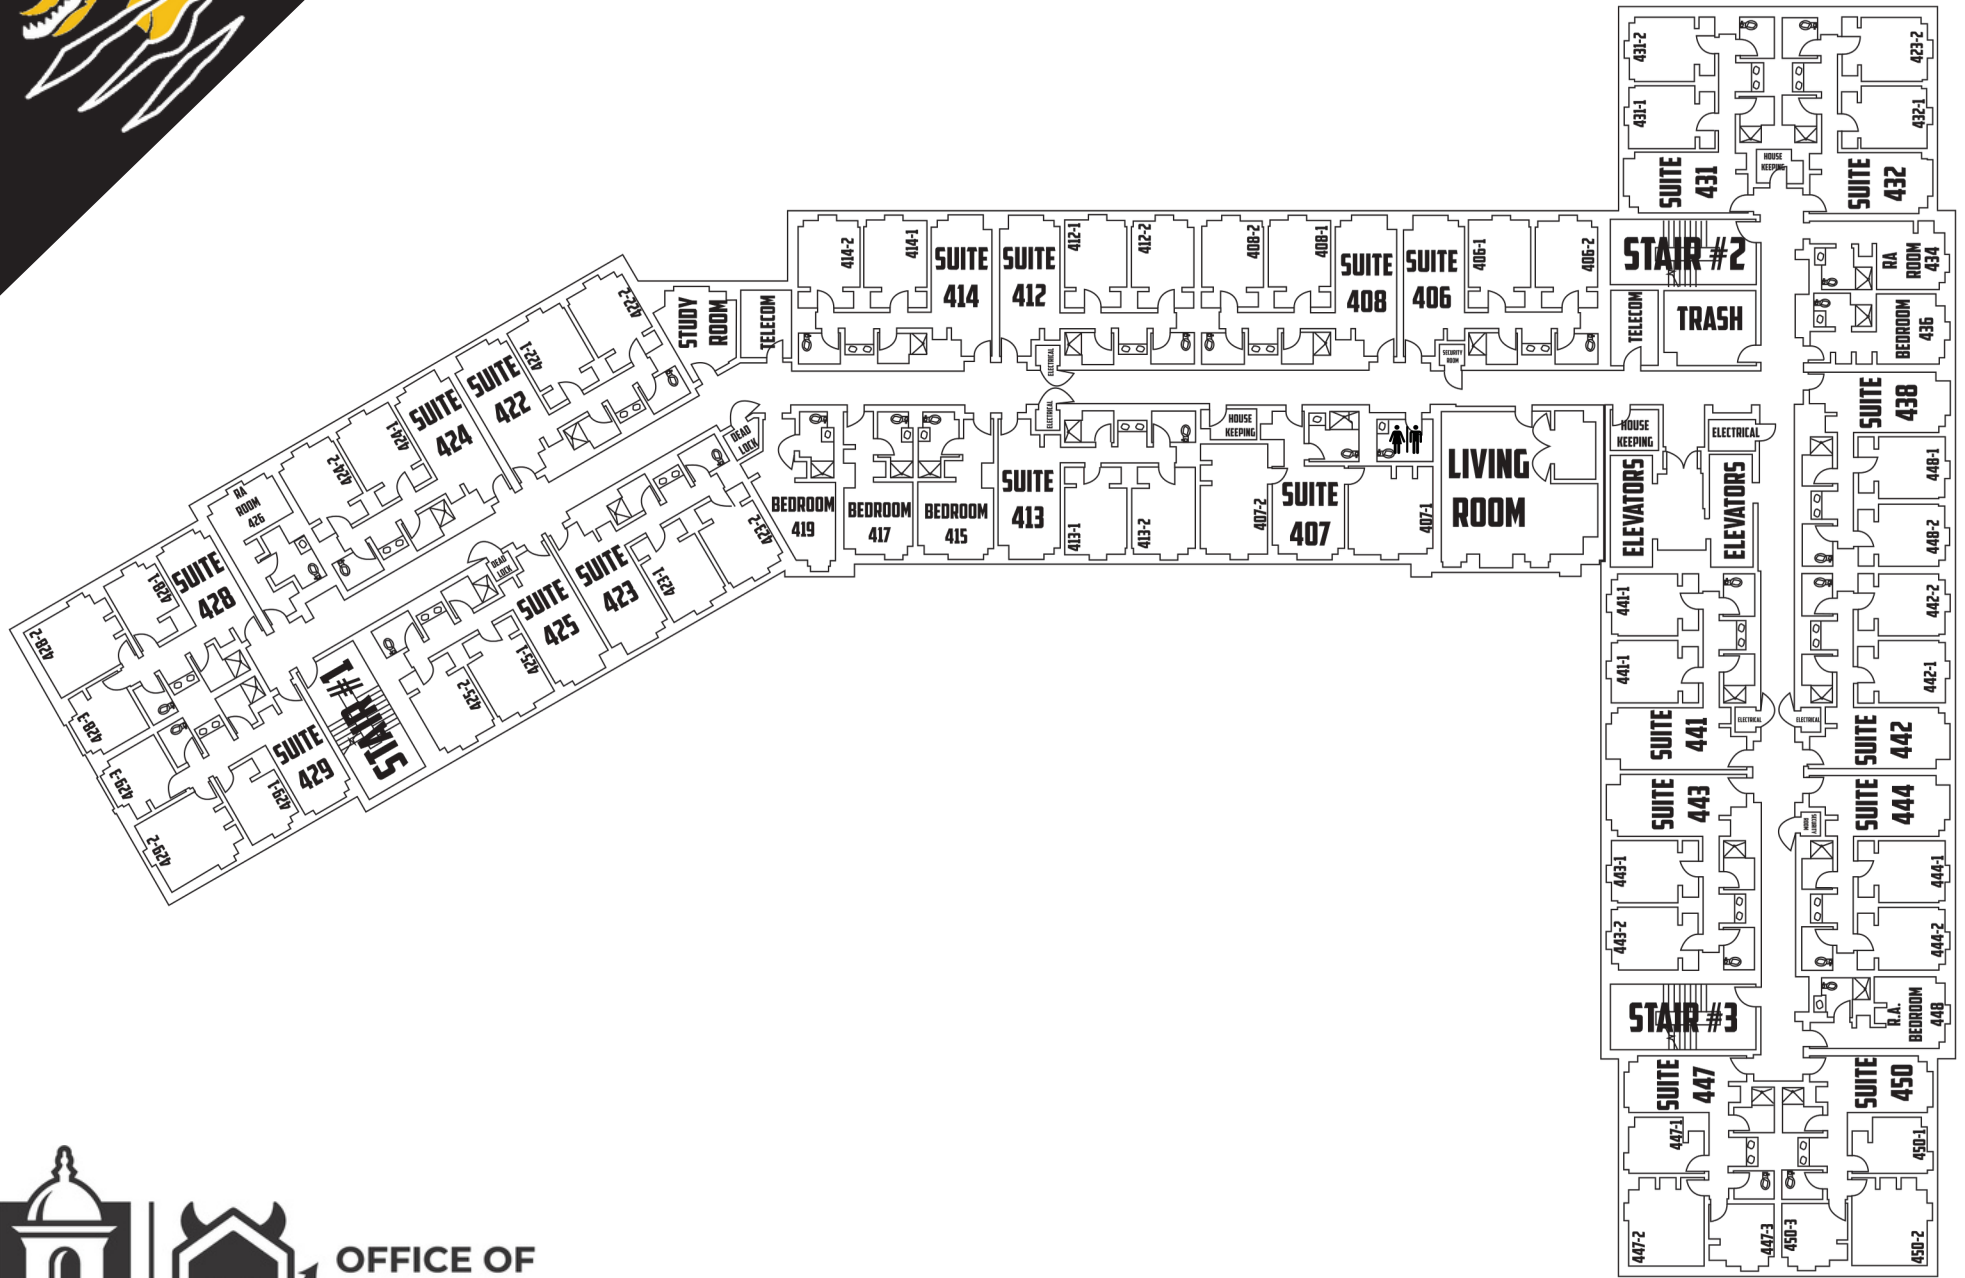 431-2
423-2
431-1
432-1
HOUSE
KEEPING
SUITE
431
SUITE
432
STAIR #2
RA
ROOM
434
TELECOM
TRASH
BEDROOM
436
414-2
414-1
SUITE
414
SUITE
412
412-1
412-2
408-2
408-1
SUITE
408
SUITE
406
406-1
406-2
ELECTRICAL
SECURITY
ROOM
STUDY
ROOM
TELECOM
422-2
422-1
SUITE
422
SUITE
424
424-1
424-2
RA
ROOM
426
SUITE
428
428-1
428-2
428-3
429-3
429-2
429-1
SUITE
429
STAIR #1
425-2
425-1
SUITE
425
DEAD
LOCK
SUITE
423
423-1
423-2
DEAD
LOCK
BEDROOM
419
BEDROOM
417
BEDROOM
415
SUITE
413
413-1
413-2
ELECTRICAL
HOUSE
KEEPING
407-2
SUITE
407
407-1
LIVING
ROOM
HOUSE
KEEPING
ELECTRICAL
ELEVATORS
ELEVATORS
SUITE
438
448-1
448-2
442-2
442-1
441-1
441-1
SUITE
441
ELECTRICAL
ELECTRICAL
SUITE
442
SUITE
443
SUITE
444
SECURITY
ROOM
443-1
443-2
444-1
444-2
STAIR #3
R.A.
BEDROOM
448
SUITE
447
SUITE
450
447-1
450-1
447-2
447-3
450-3
450-2
OFFICE OF